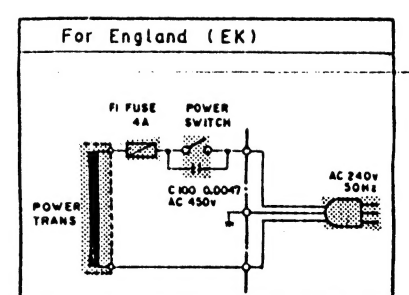 For England (EK)
F1 FUSE
4A
POWER
SWITCH
C100 0.0047
AC 450v
AC 240v
50Hz
POWER
TRANS